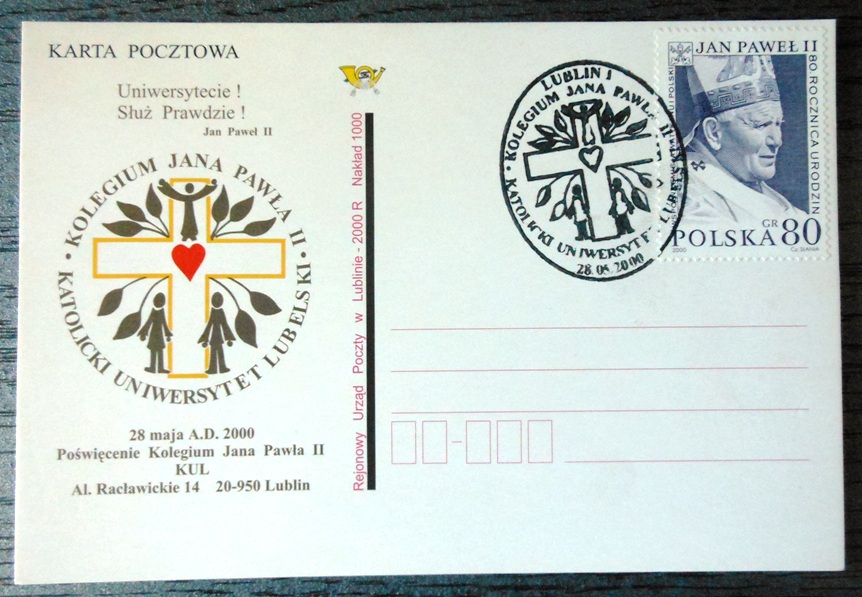 KARTA POCZTOWA
Uniwersytecie !
Służ Prawdzie !
Jan Paweł II
• KOLEGIUM JANA PAWŁA II •
KATOLICKI UNIWERSYTET LUBELSKI
28 maja A.D. 2000
Poświęcenie Kolegium Jana Pawła II
KUL
Al. Racławickie 14 20-950 Lublin
Rejonowy Urząd Poczty w Lublinie - 2000 R Nakład 1000
LUBLIN 1
• KOLEGIUM JANA PAWŁA II •
KATOLICKI UNIWERSYTET LUBELSKI
28.05.2000
JAN PAWEŁ II
80 ROCZNICA URODZIN
GR
POLSKA 80
2000